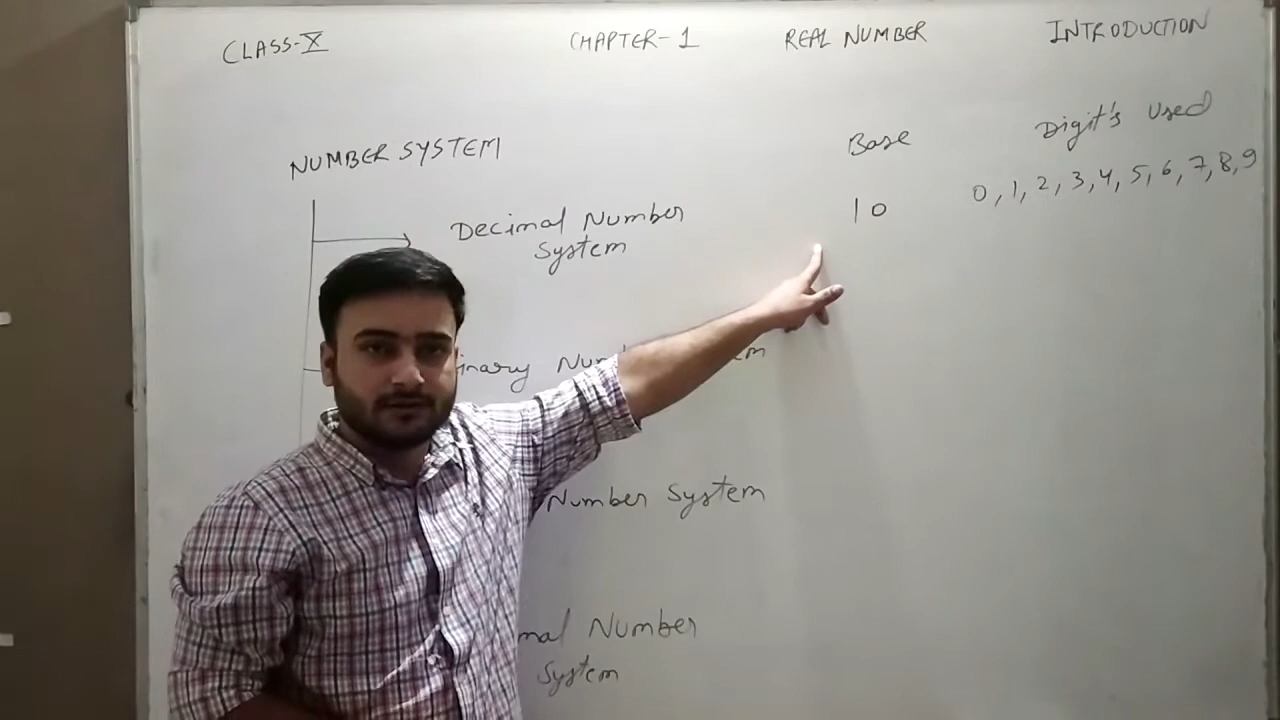 CLASS-X CHAPTER-1 REAL NUMBER INTRODUCTION
NUMBER SYSTEM Base Digit's Used
Decimal Number 10 0,1,2,3,4,5,6,7,8,9
System
Number System
Number
System